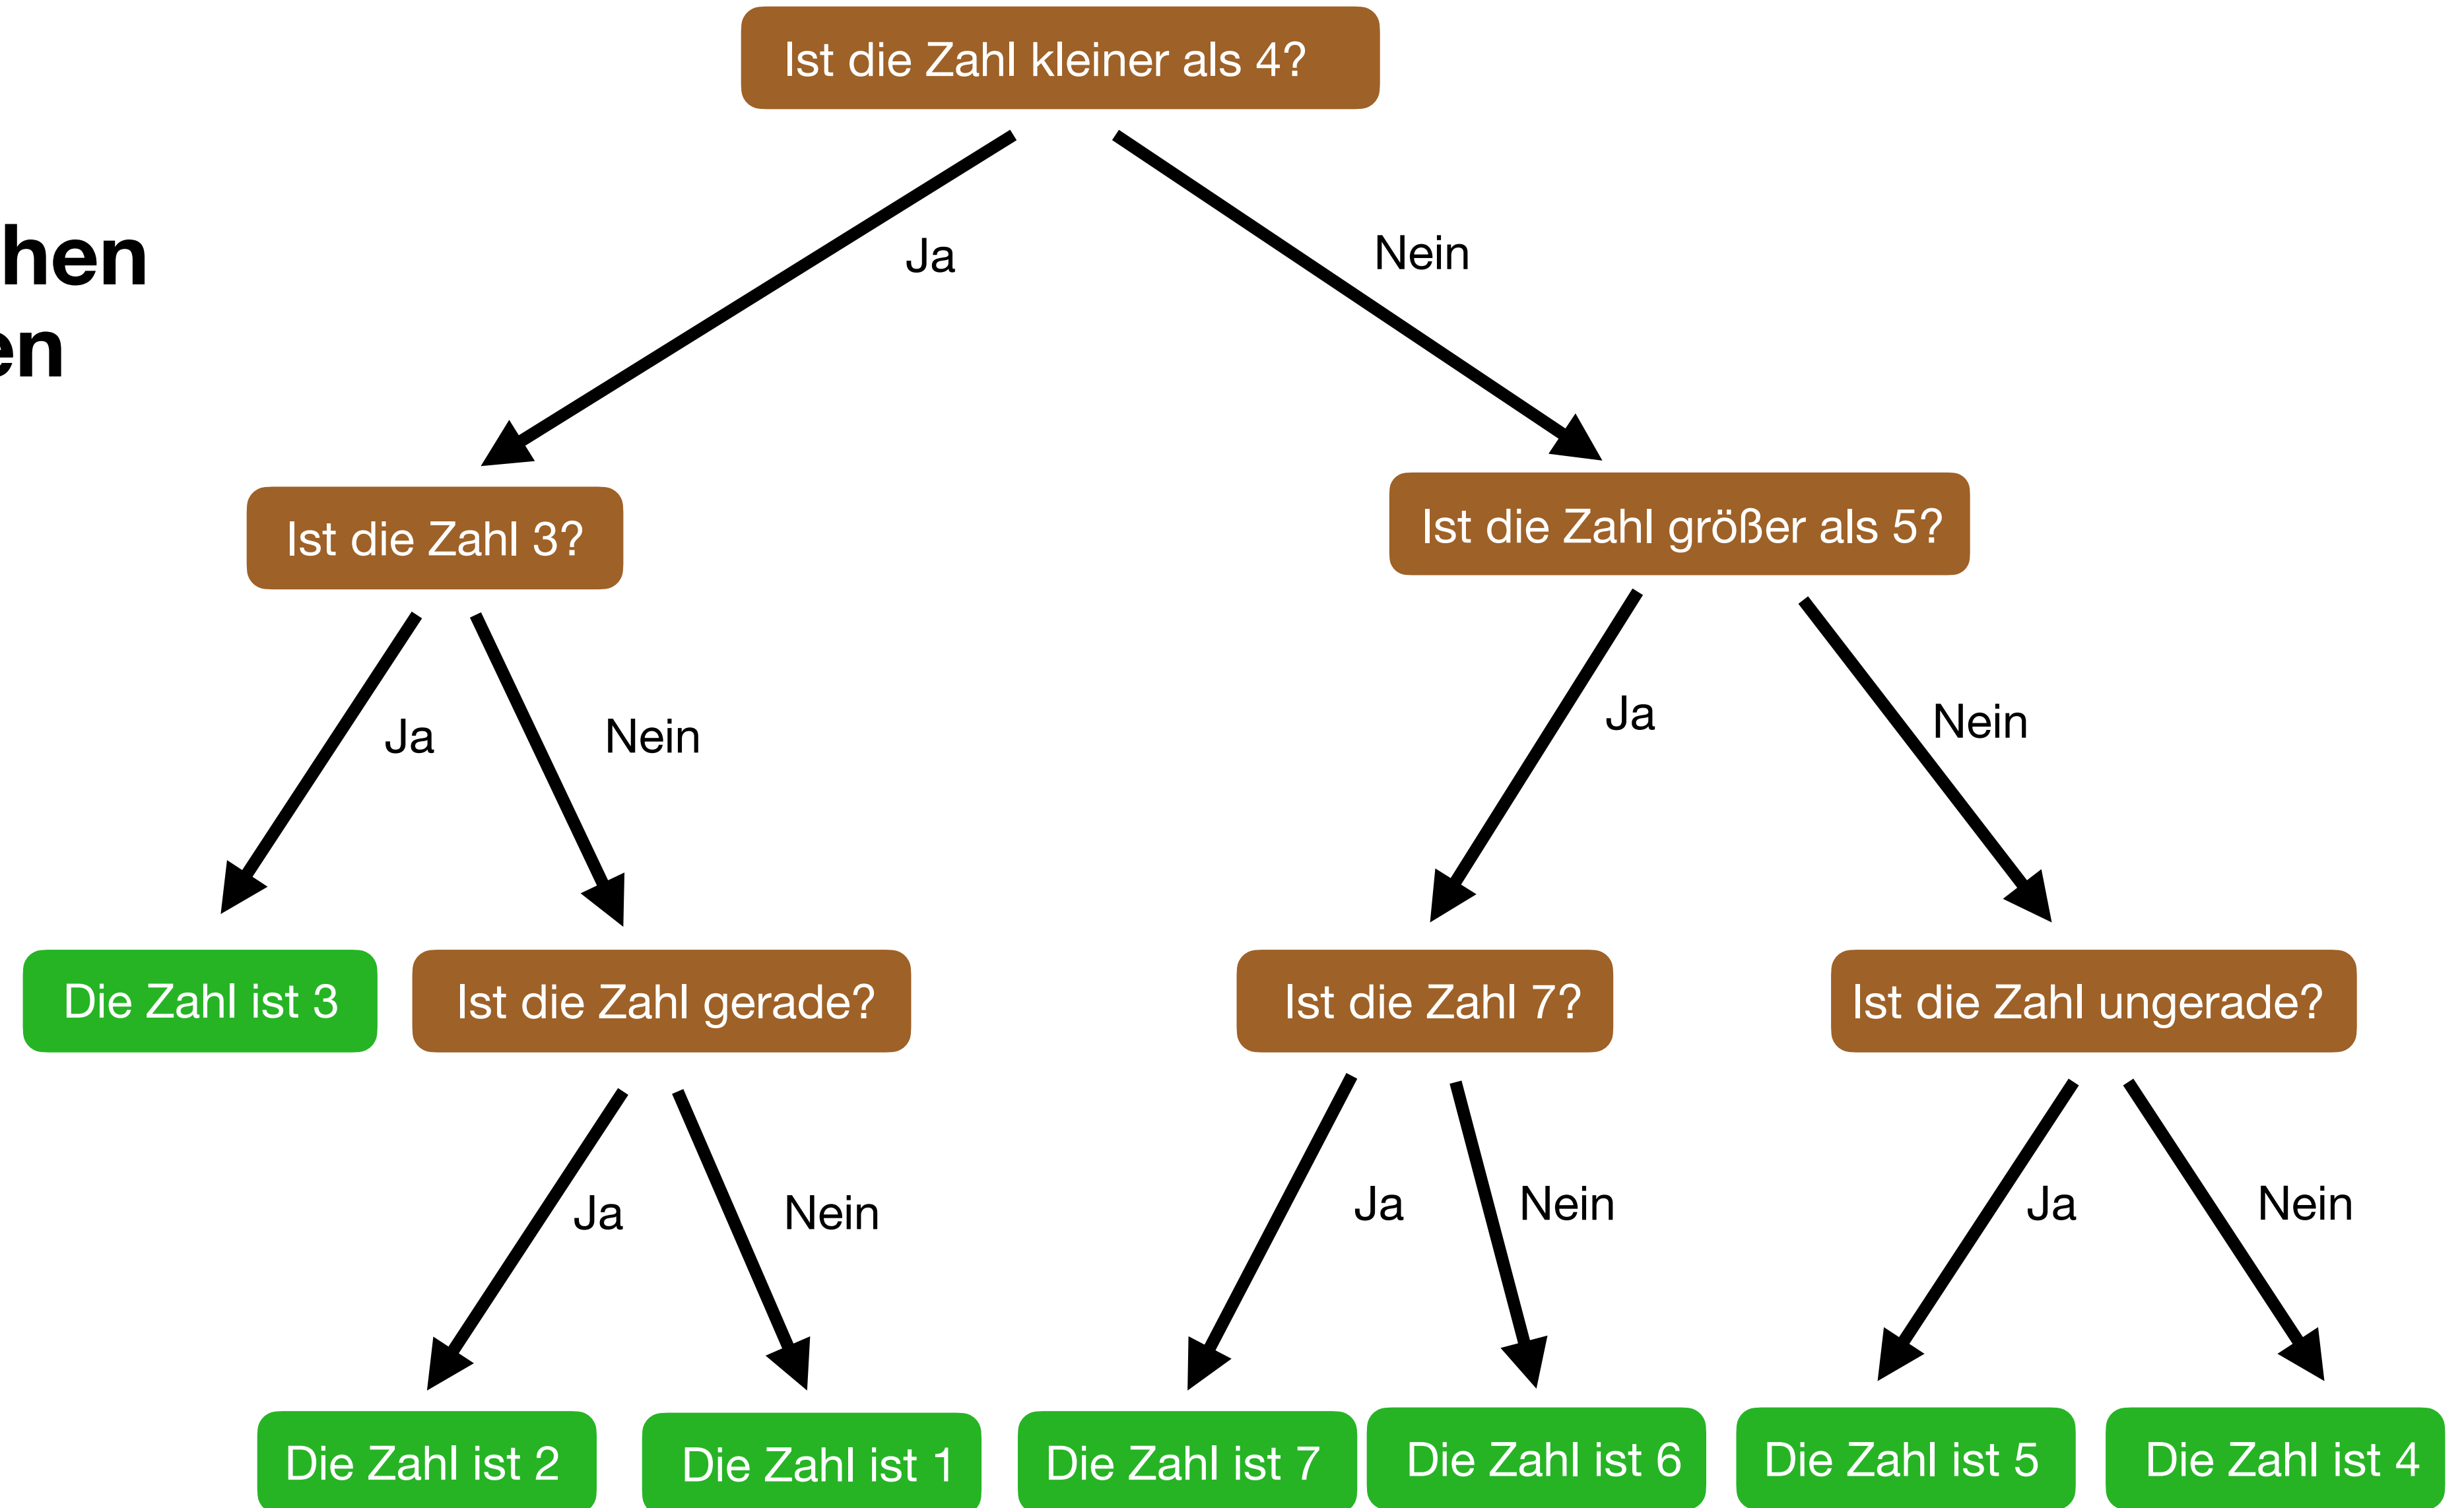 Ist die Zahl kleiner als 4?
hen
en
Ja
Nein
Ist die Zahl 3?
Ist die Zahl größer als 5?
Ja
Nein
Ja
Nein
Die Zahl ist 3
Ist die Zahl gerade?
Ist die Zahl 7?
Ist die Zahl ungerade?
Ja
Nein
Ja
Nein
Ja
Nein
Die Zahl ist 2
Die Zahl ist 1
Die Zahl ist 7
Die Zahl ist 6
Die Zahl ist 5
Die Zahl ist 4